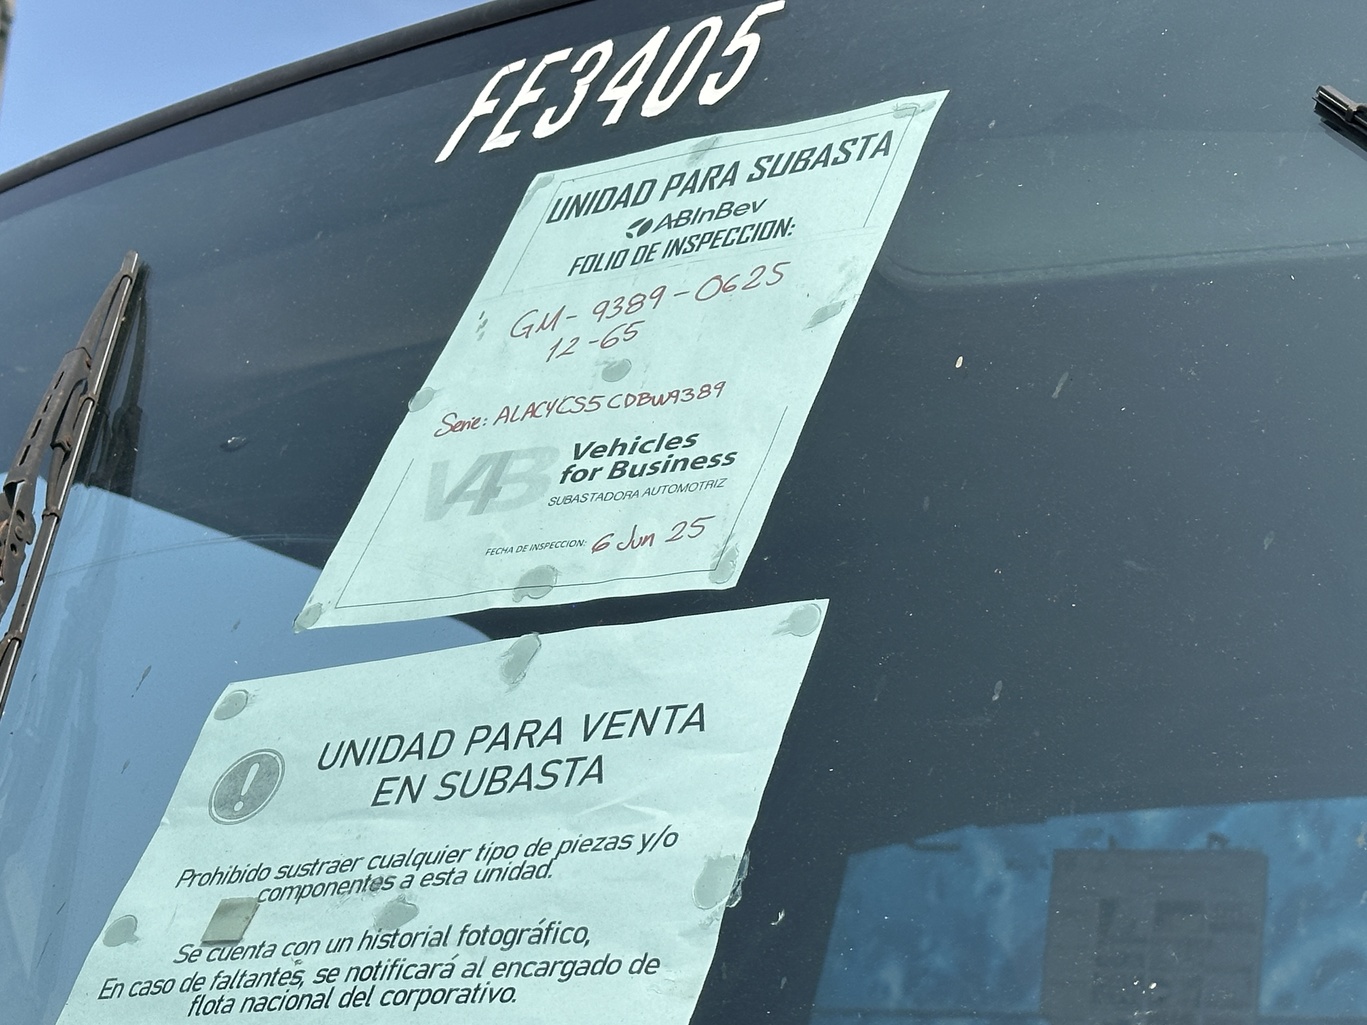 FE3405
UNIDAD PARA SUBASTA
ABInBev
FOLIO DE INSPECCION:
GM-9389-0625
12-65
Serie: ALACYCS5CDBW9389
V4B Vehicles
for Business
SUBASTADORA AUTOMOTRIZ
FECHA DE INSPECCION: 6 Jun 25
UNIDAD PARA VENTA
EN SUBASTA
Prohibido sustraer cualquier tipo de piezas y/o
componentes a esta unidad.
Se cuenta con un historial fotográfico,
En caso de faltantes, se notificará al encargado de
flota nacional del corporativo.